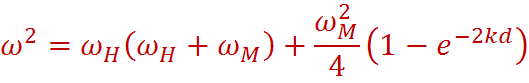 ω² = ω_H(ω_H + ω_M) + ω_M²/4 (1 − e^{−2kd})